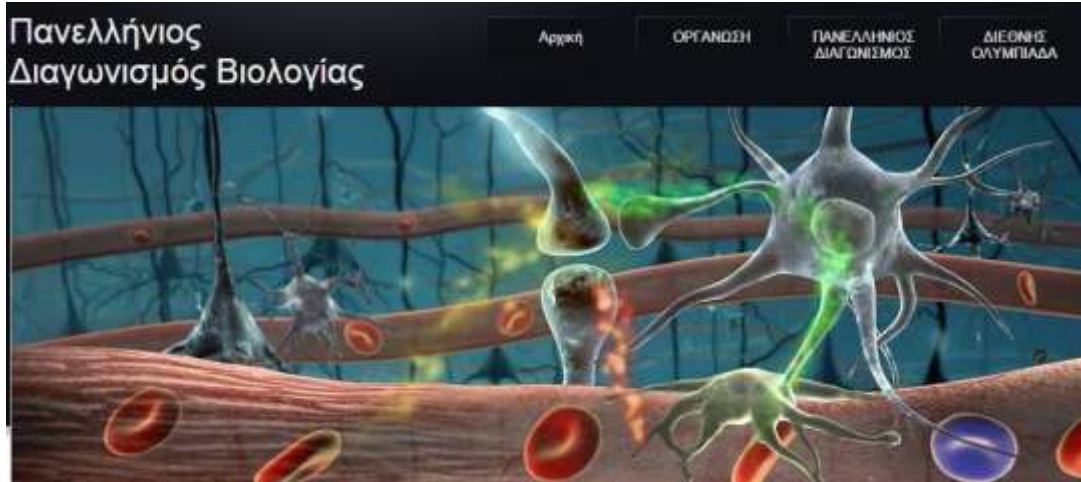 Πανελλήνιος
Διαγωνισμός Βιολογίας
Αρχική
ΟΡΓΑΝΩΣΗ
ΠΑΝΕΛΛΗΝΙΟΣ
ΔΙΑΓΩΝΙΣΜΟΣ
ΔΙΕΘΝΗΣ
ΟΛΥΜΠΙΑΔΑ